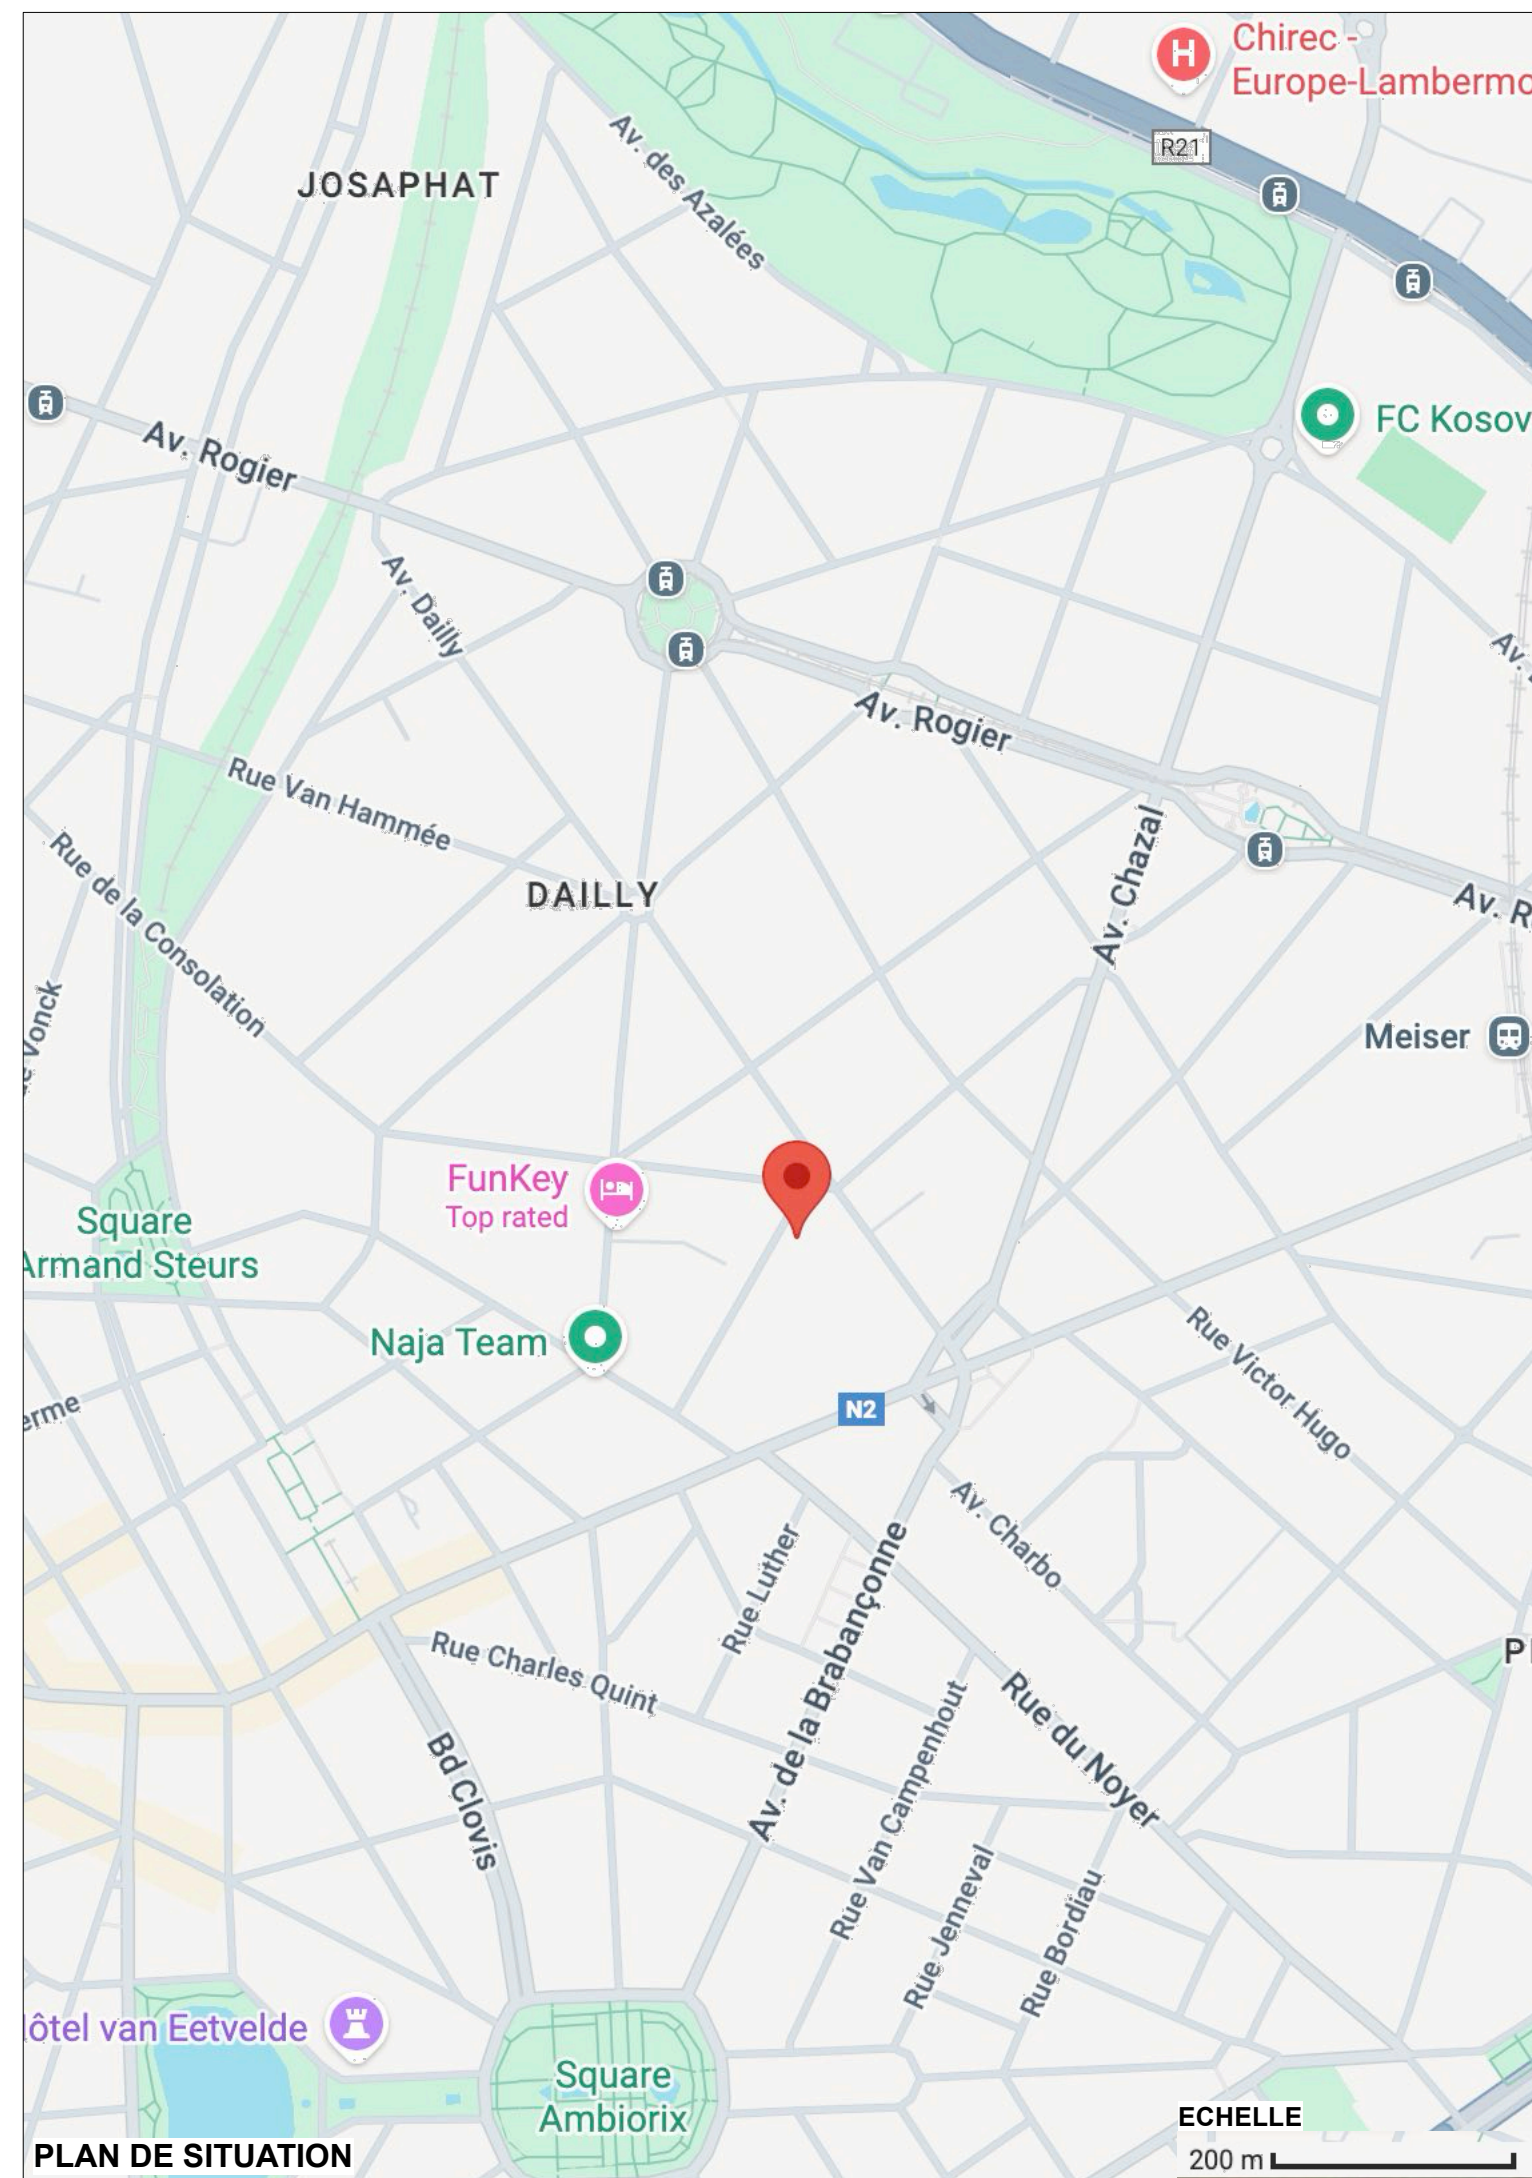 Chirec -
Europe-Lambermo
R21
Av. des Azalées
JOSAPHAT
FC Kosov
Av. Rogier
Av. Dailly
Av.
Av. Rogier
Rue Van Hammée
Av. Chazal
Rue de la Consolation
DAILLY
Av. R
Vonck
Meiser
FunKey
Top rated
Square
Armand Steurs
Naja Team
Rue Victor Hugo
erme
N2
Av. Charbo
Rue Luther
Av. de la Brabançonne
Rue Charles Quint
Rue du Noyer
Rue Van Campenhout
Bd Clovis
Rue Jenneval
Rue Bordiau
ôtel van Eetvelde
Square
Ambiorix
ECHELLE
PLAN DE SITUATION
200 m